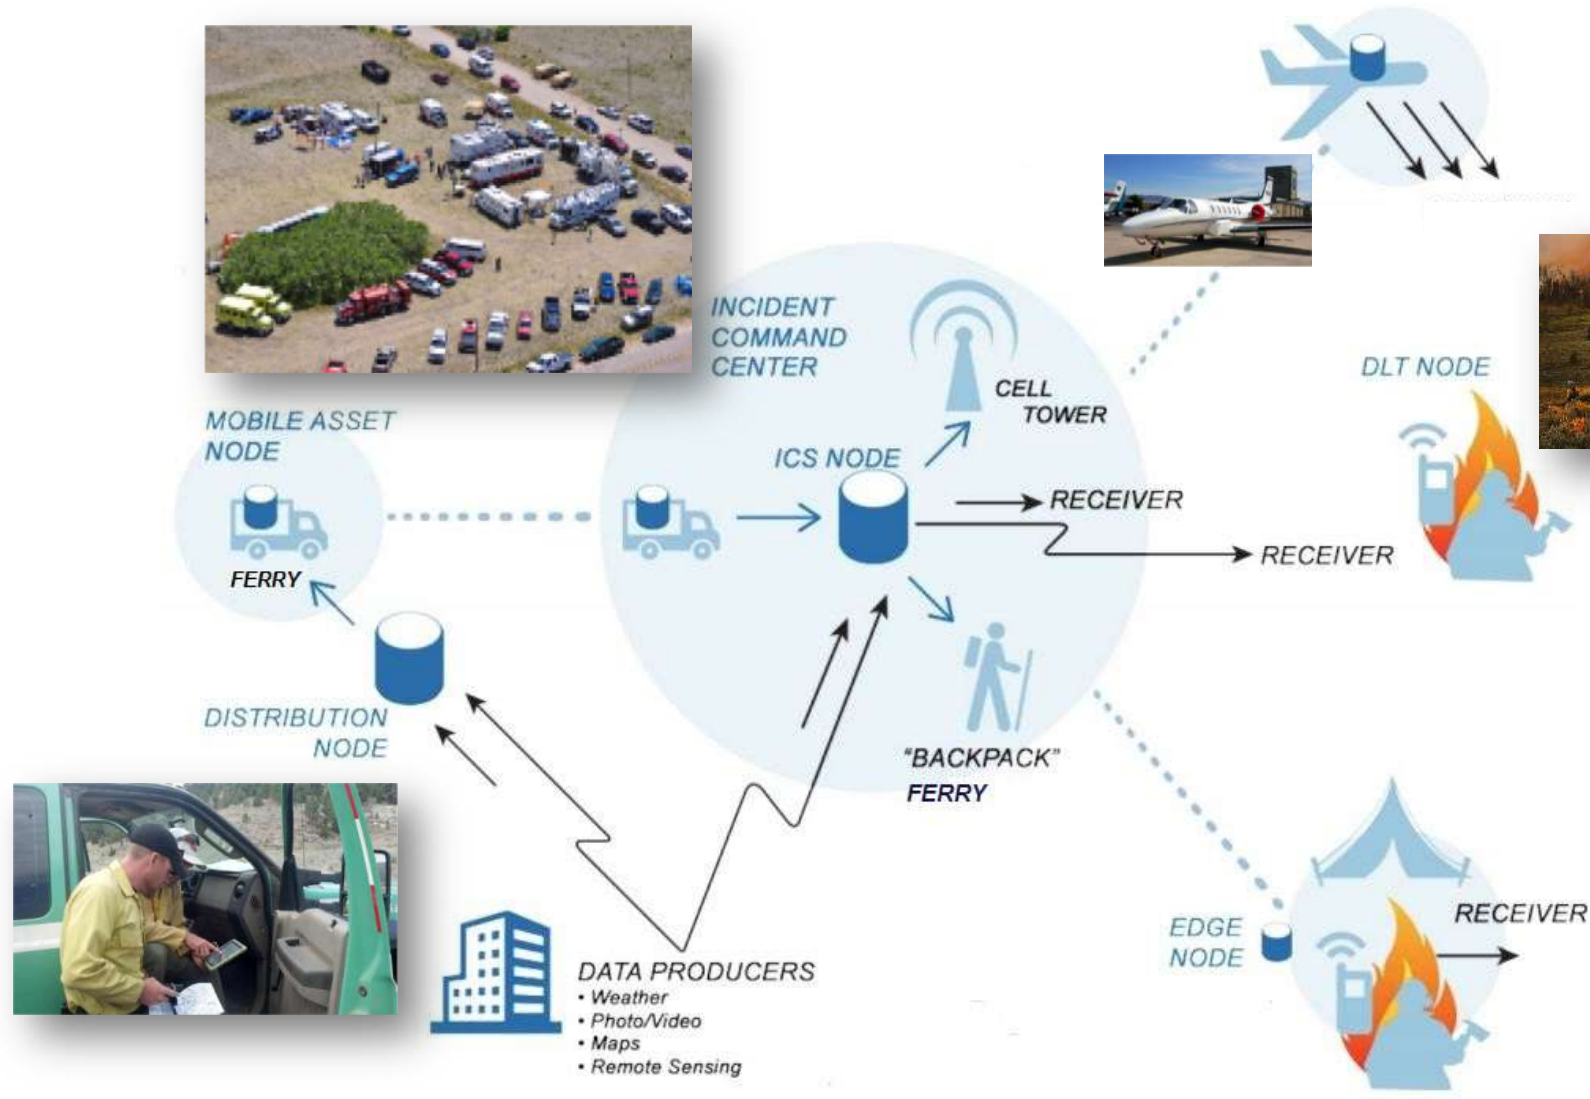 INCIDENT
COMMAND
CENTER
CELL
TOWER
DLT NODE
MOBILE ASSET
NODE
ICS NODE
RECEIVER
RECEIVER
FERRY
DISTRIBUTION
NODE
"BACKPACK"
FERRY
EDGE
NODE
RECEIVER
DATA PRODUCERS
• Weather
• Photo/Video
• Maps
• Remote Sensing